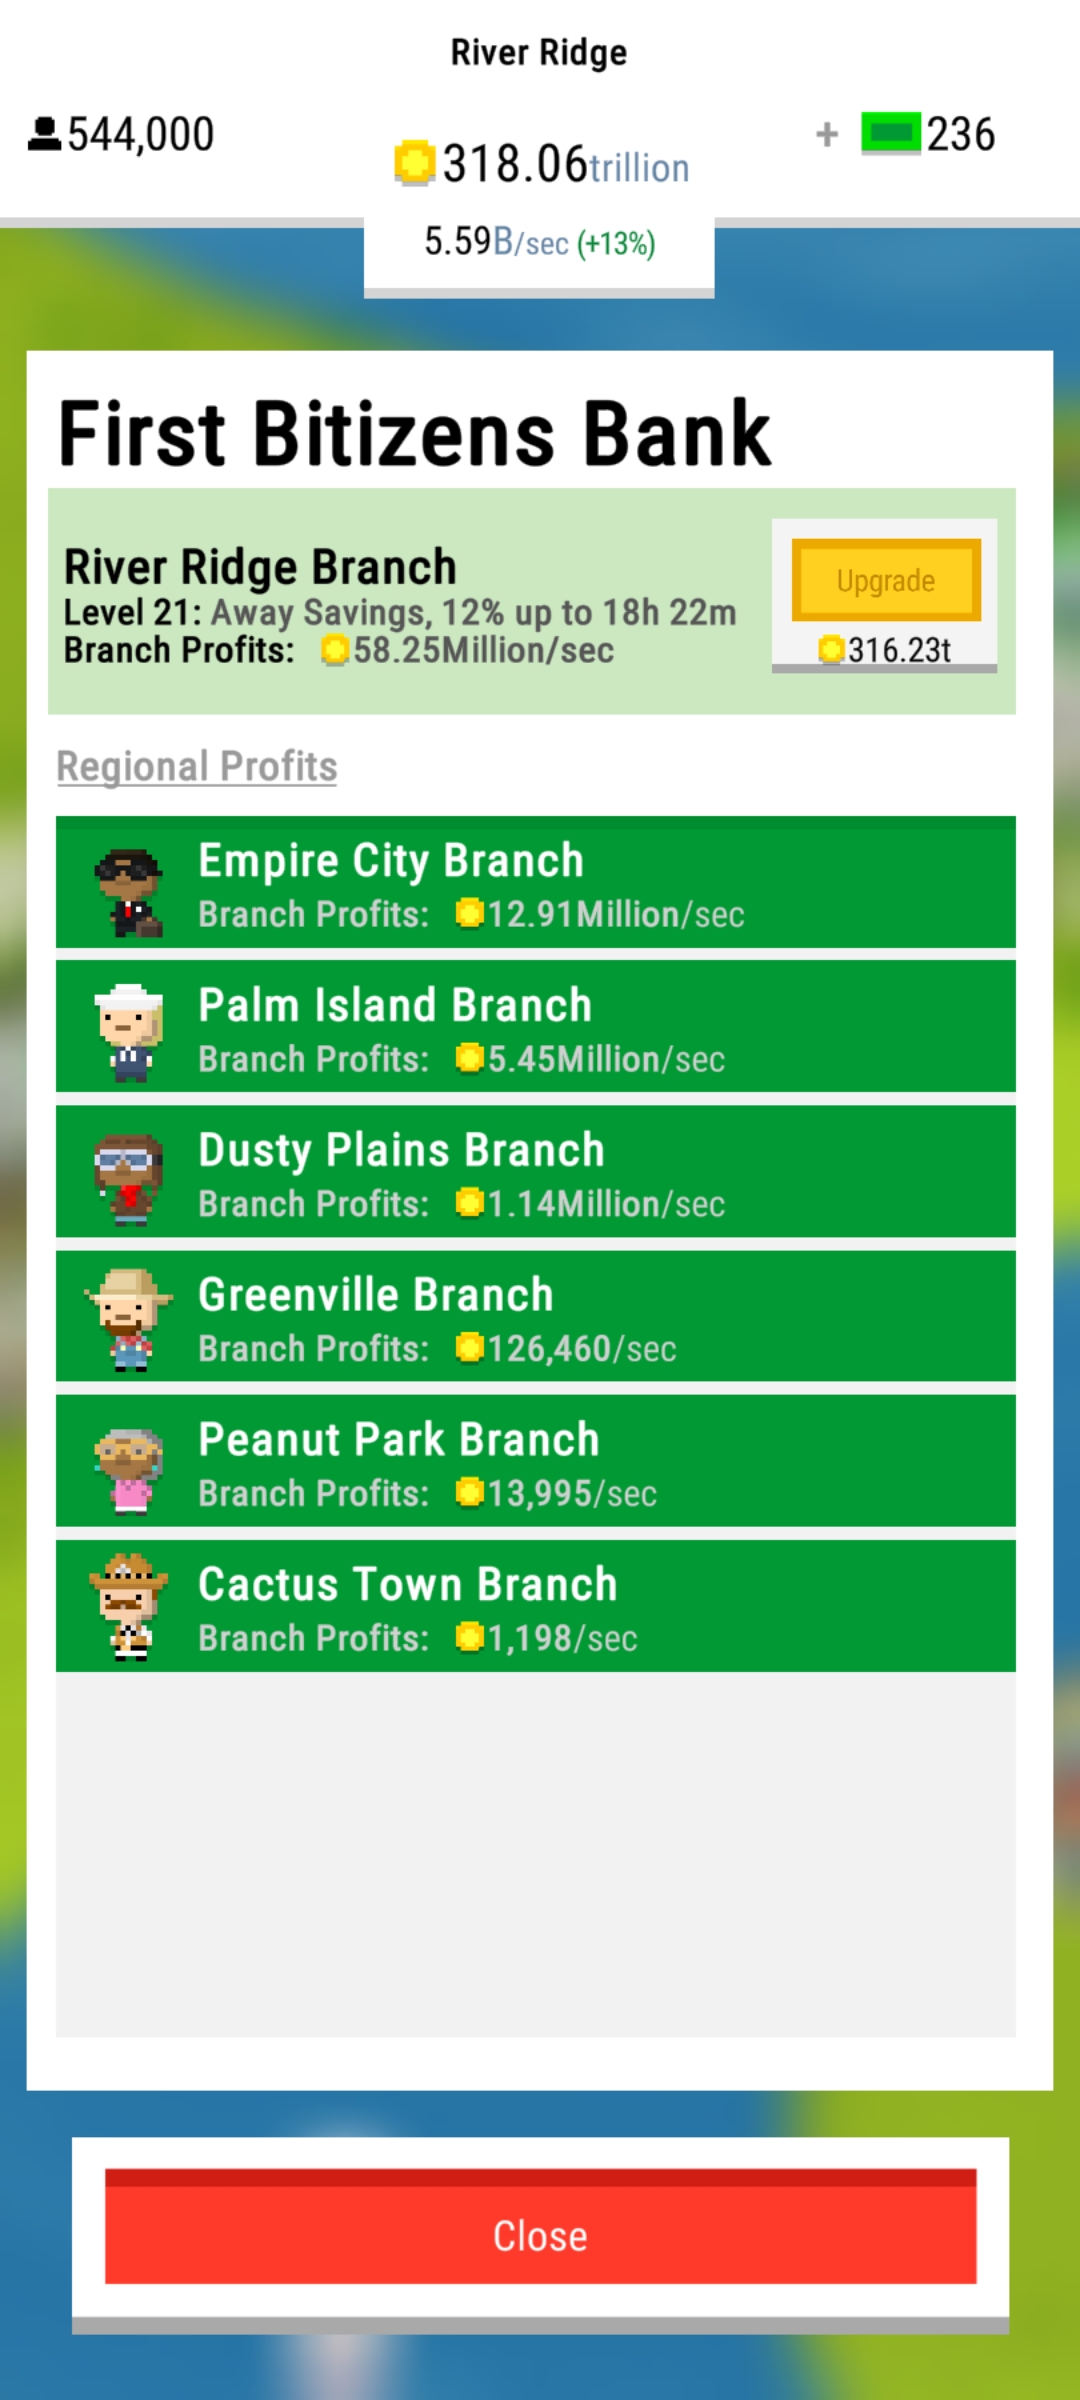 River Ridge
544,000
318.06trillion
+ 236
5.59B/sec (+13%)
First Bitizens Bank
River Ridge Branch
Level 21: Away Savings, 12% up to 18h 22m
Branch Profits: 58.25Million/sec
Upgrade
316.23t
Regional Profits
Empire City Branch
Branch Profits: 12.91Million/sec
Palm Island Branch
Branch Profits: 5.45Million/sec
Dusty Plains Branch
Branch Profits: 1.14Million/sec
Greenville Branch
Branch Profits: 126,460/sec
Peanut Park Branch
Branch Profits: 13,995/sec
Cactus Town Branch
Branch Profits: 1,198/sec
Close